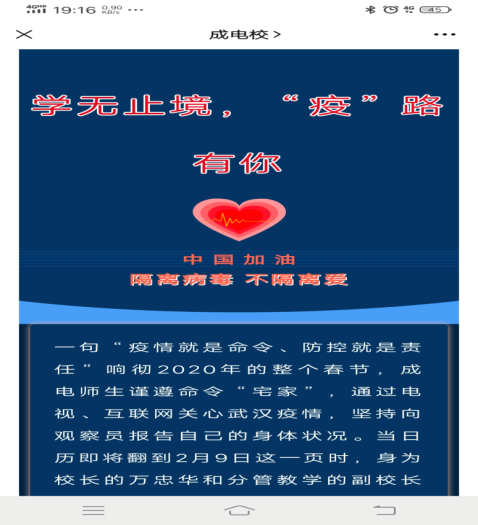 4GHD 19:16 0.90 KB/s ···
4G 45
成电校 >
学无止境，“疫”路
有你
中国加油
隔离病毒 不隔离爱
一句“疫情就是命令、防控就是责
任”响彻2020年的整个春节，成
电师生谨遵命令“宅家”，通过电
视、互联网关心武汉疫情，坚持向
观察员报告自己的身体状况。当日
历即将翻到2月9日这一页时，身为
校长的万忠华和分管教学的副校长